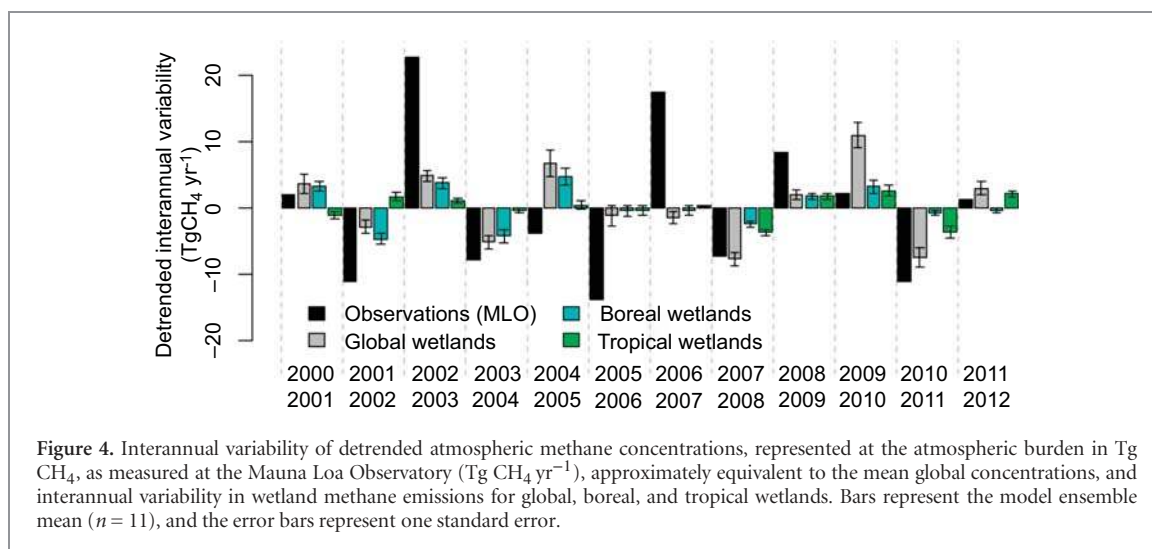 Detrended interannual variability
(TgCH₄ yr⁻¹)
20
10
0
−10
−20
Observations (MLO)
Boreal wetlands
Global wetlands
Tropical wetlands
2000 2001 2002 2003 2004 2005 2006 2007 2008 2009 2010 2011
2001 2002 2003 2004 2005 2006 2007 2008 2009 2010 2011 2012
Figure 4. Interannual variability of detrended atmospheric methane concentrations, represented at the atmospheric burden in Tg
CH₄, as measured at the Mauna Loa Observatory (Tg CH₄ yr⁻¹), approximately equivalent to the mean global concentrations, and
interannual variability in wetland methane emissions for global, boreal, and tropical wetlands. Bars represent the model ensemble
mean (n = 11), and the error bars represent one standard error.